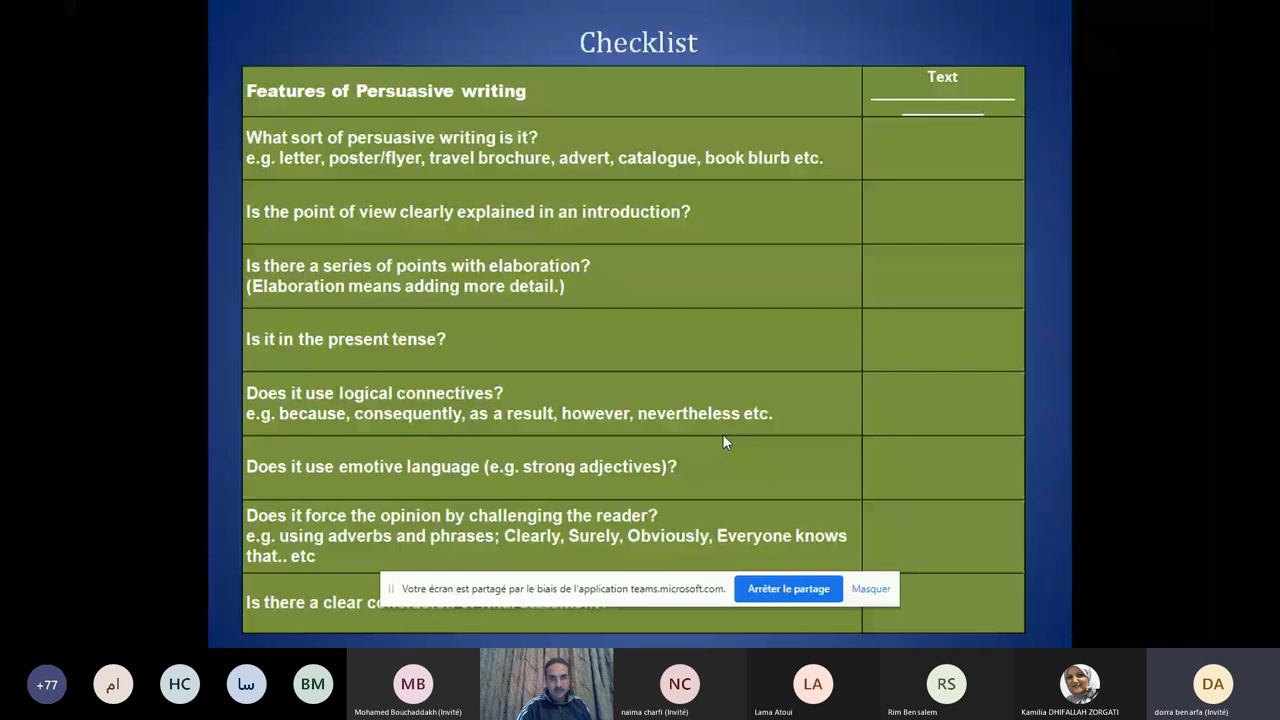 Checklist
Features of Persuasive writing
Text
What sort of persuasive writing is it?
e.g. letter, poster/flyer, travel brochure, advert, catalogue, book blurb etc.
Is the point of view clearly explained in an introduction?
Is there a series of points with elaboration?
(Elaboration means adding more detail.)
Is it in the present tense?
Does it use logical connectives?
e.g. because, consequently, as a result, however, nevertheless etc.
Does it use emotive language (e.g. strong adjectives)?
Does it force the opinion by challenging the reader?
e.g. using adverbs and phrases; Clearly, Surely, Obviously, Everyone knows
that.. etc
Votre écran est partagé par le biais de l'application teams.microsoft.com.
Arrêter le partage
Masquer
Is there a clear
+77
ام
HC
سا
BM
MB
NC
LA
RS
DA
Mohamed Bouchaddakh (Invité)
naima charfi (Invité)
Lama Atoui
Rim Ben salem
Kamilia DHIFALLAH ZORGATI
dorra ben arfa (Invité)